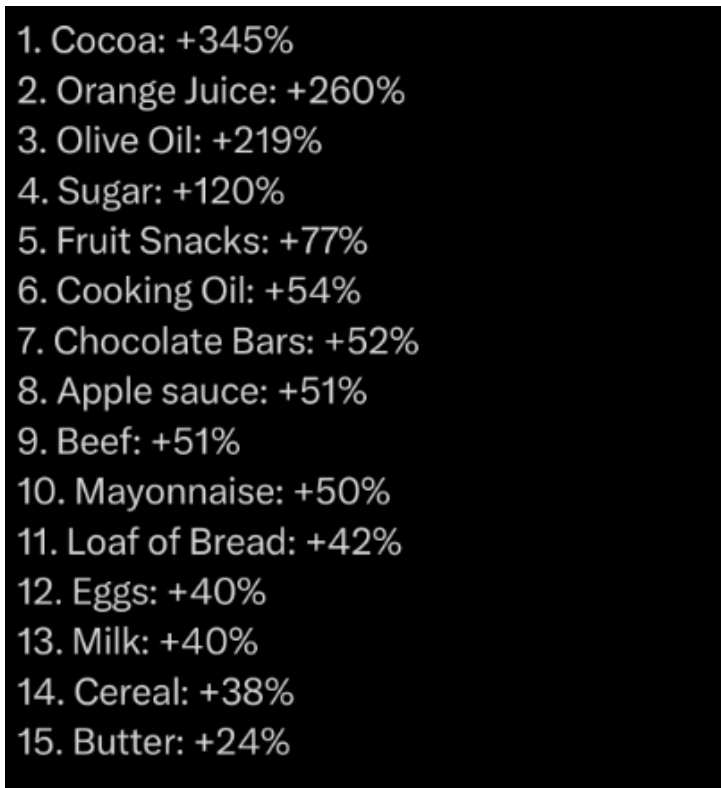 1. Cocoa: +345%
2. Orange Juice: +260%
3. Olive Oil: +219%
4. Sugar: +120%
5. Fruit Snacks: +77%
6. Cooking Oil: +54%
7. Chocolate Bars: +52%
8. Apple sauce: +51%
9. Beef: +51%
10. Mayonnaise: +50%
11. Loaf of Bread: +42%
12. Eggs: +40%
13. Milk: +40%
14. Cereal: +38%
15. Butter: +24%